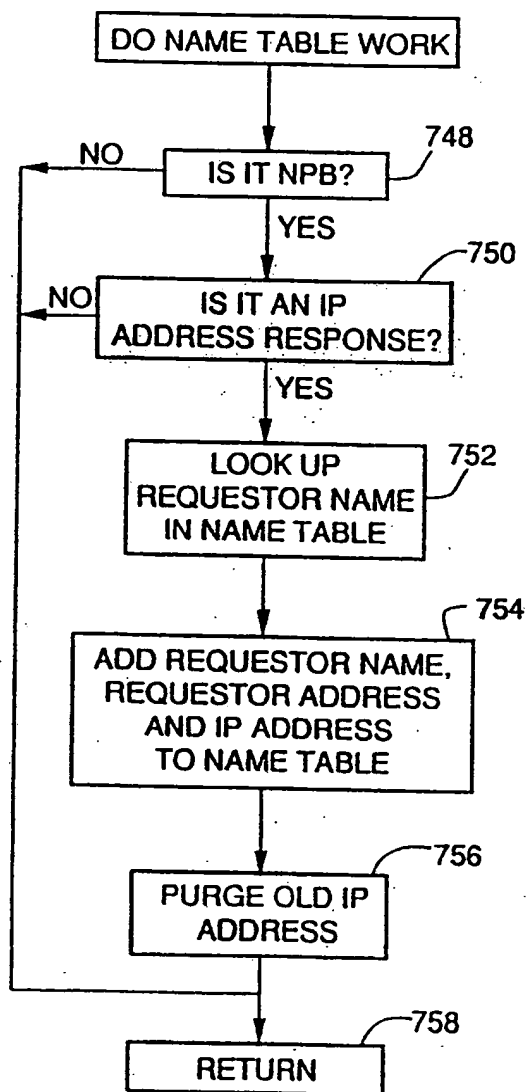 DO NAME TABLE WORK
748
NO
IS IT NPB?
YES
750
NO
IS IT AN IP
ADDRESS RESPONSE?
YES
752
LOOK UP
REQUESTOR NAME
IN NAME TABLE
754
ADD REQUESTOR NAME,
REQUESTOR ADDRESS
AND IP ADDRESS
TO NAME TABLE
756
PURGE OLD IP
ADDRESS
758
RETURN